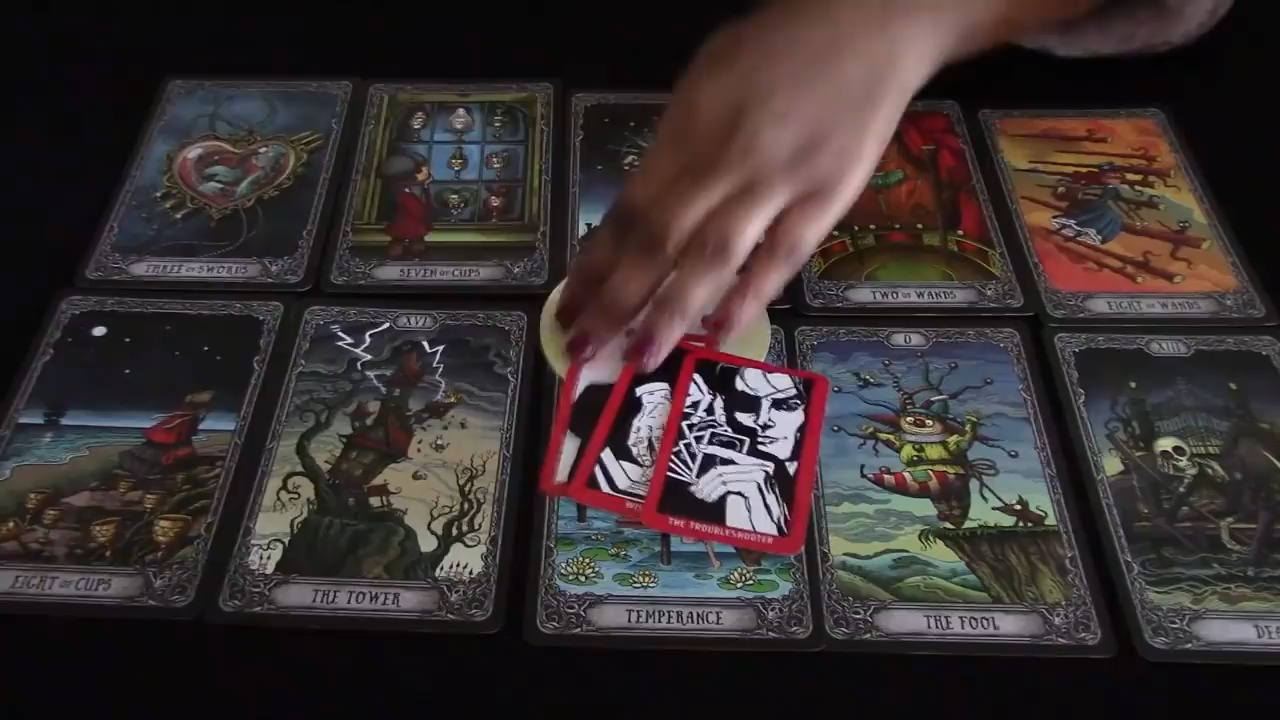 THREE OF SWORDS
SEVEN OF CUPS
TWO OF WANDS
EIGHT OF WANDS
XVI
0
XIII
THE TROUBLESHOOTER
EIGHT OF CUPS
THE TOWER
TEMPERANCE
THE FOOL